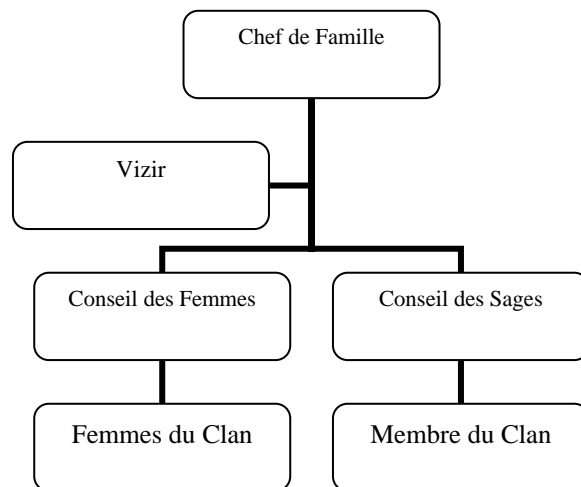 Chef de Famille
Vizir
Conseil des Femmes
Conseil des Sages
Femmes du Clan
Membre du Clan